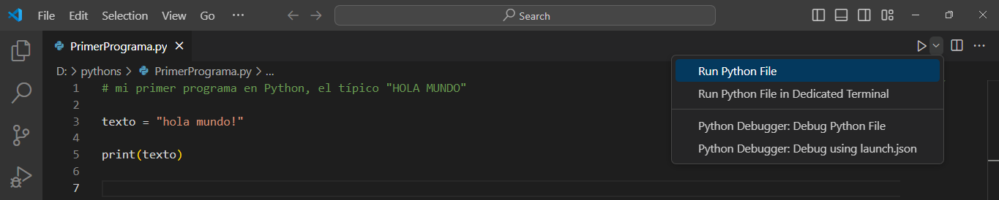 File Edit Selection View Go ··· Search
PrimerPrograma.py
D: > pythons > PrimerPrograma.py > ...
Run Python File
Run Python File in Dedicated Terminal
Python Debugger: Debug Python File
Python Debugger: Debug using launch.json
1 # mi primer programa en Python, el típico "HOLA MUNDO"
2
3 texto = "hola mundo!"
4
5 print(texto)
6
7